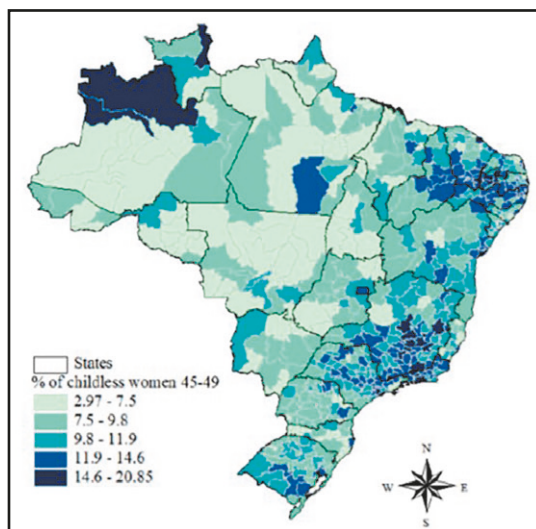 States
% of childless women 45-49
2.97 - 7.5
7.5 - 9.8
9.8 - 11.9
11.9 - 14.6
14.6 - 20.85
N
W E
S